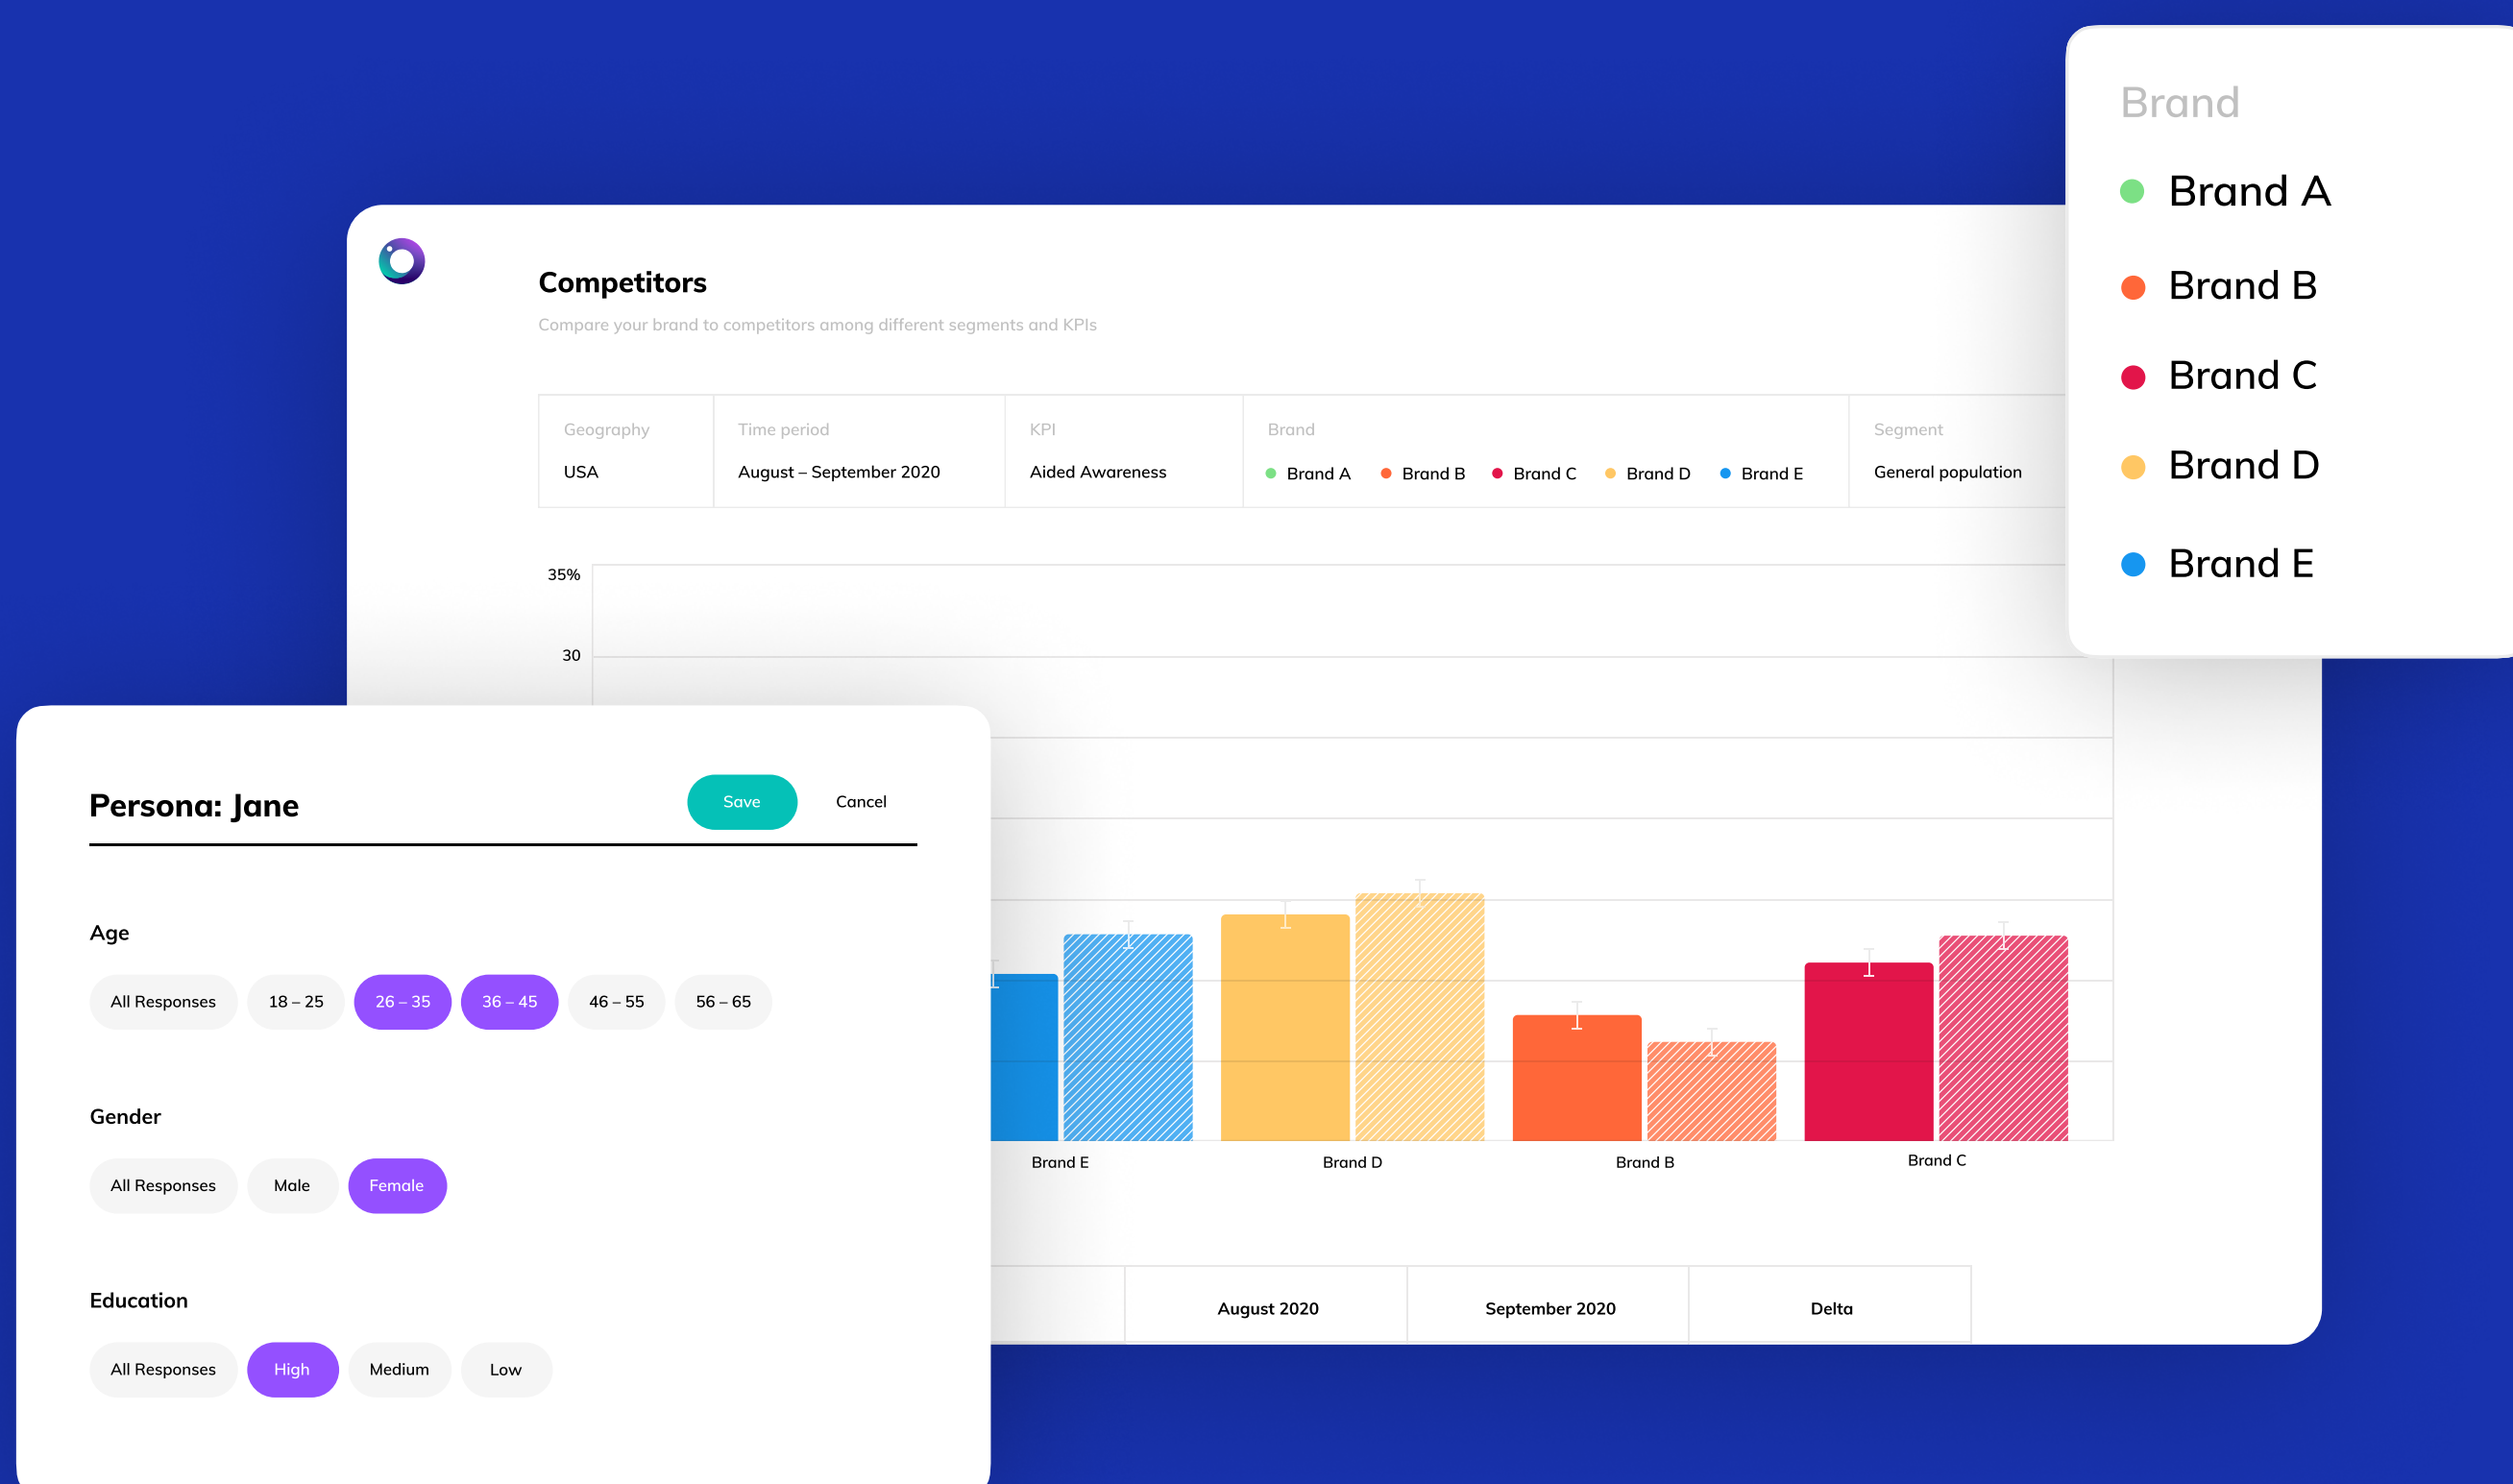 Brand
Brand A
Brand B
Brand C
Brand D
Brand E
Competitors
Compare your brand to competitors among different segments and KPIs
Geography
USA
Time period
August – September 2020
KPI
Aided Awareness
Brand
Brand A Brand B Brand C Brand D Brand E
Segment
General population
35%
30
Brand E Brand D Brand B Brand C
August 2020 September 2020 Delta
Persona: Jane
Save Cancel
Age
All Responses 18 – 25 26 – 35 36 – 45 46 – 55 56 – 65
Gender
All Responses Male Female
Education
All Responses High Medium Low